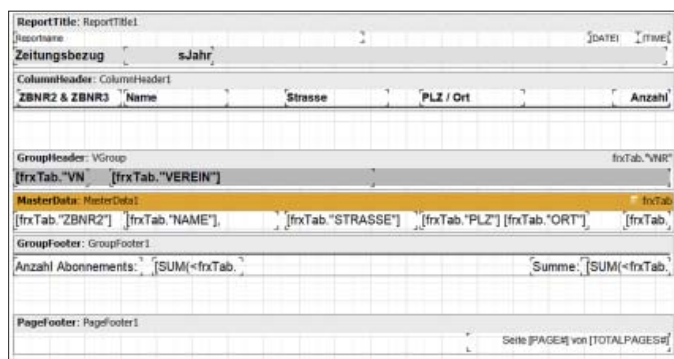 ReportTitle: ReportTitle1
Reportname [DATE] [TIME]
Zeitungsbezug sJahr
ColumnHeader: ColumnHeader1
ZBNR2 & ZBNR3 Name Strasse PLZ / Ort Anzahl
GroupHeader: VGroup frxTab."VNR"
[frxTab."VN [frxTab."VEREIN"]
MasterData: MasterData1 frxTab
[frxTab."ZBNR2"] [frxTab."NAME"], [frxTab."STRASSE"] [frxTab."PLZ"] [frxTab."ORT"] [frxTab.
GroupFooter: GroupFooter1
Anzahl Abonnements: [SUM(<frxTab. Summe: [SUM(<frxTab.
PageFooter: PageFooter1
Seite [PAGE#] von [TOTALPAGES#]